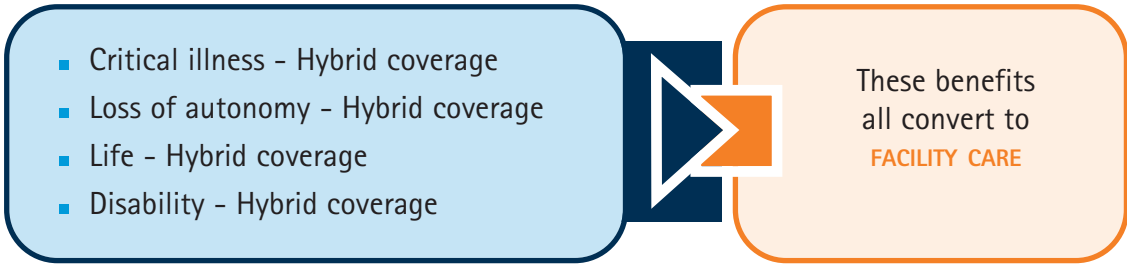 Critical illness - Hybrid coverage
Loss of autonomy - Hybrid coverage
Life - Hybrid coverage
Disability - Hybrid coverage
These benefits
all convert to
FACILITY CARE